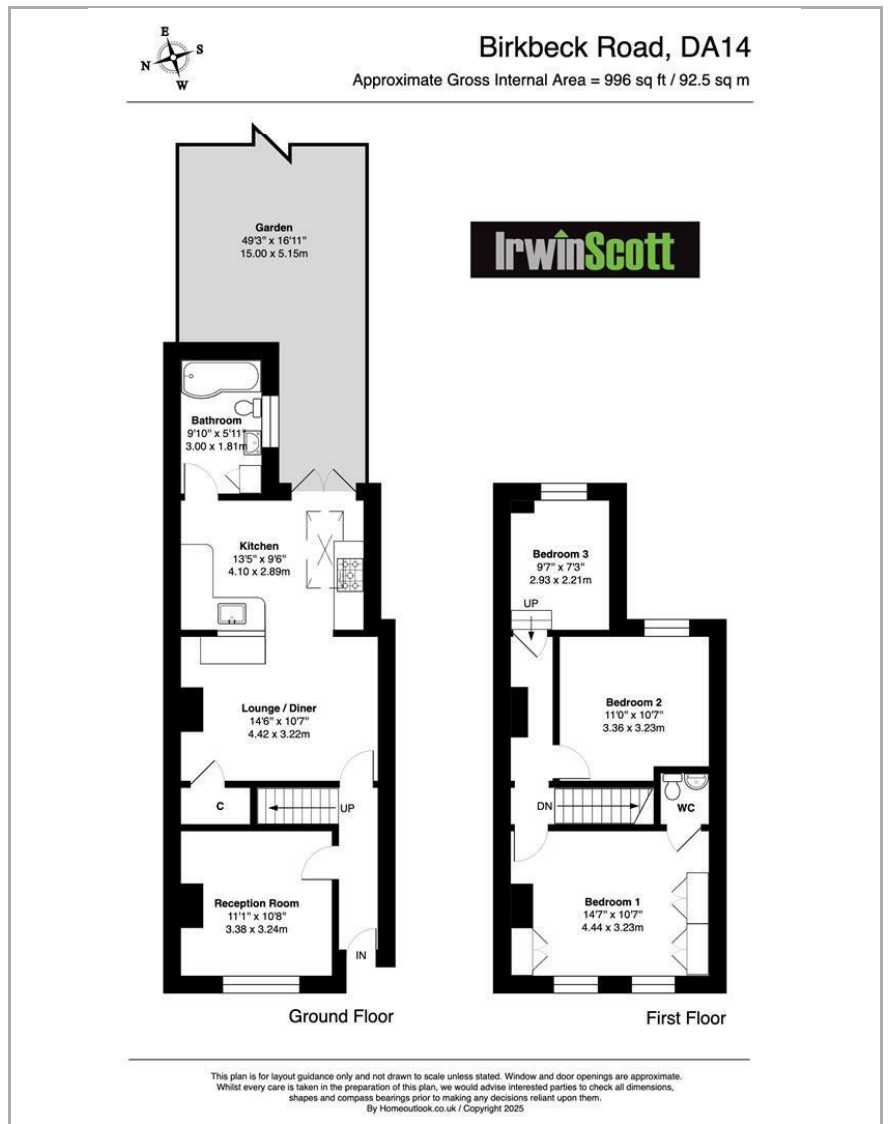 E
S
N
W
Birkbeck Road, DA14
Approximate Gross Internal Area = 996 sq ft / 92.5 sq m
Garden
49'3" x 16'11"
15.00 x 5.15m
IrwinScott
Bathroom
9'10" x 5'11"
3.00 x 1.81m
Kitchen
13'5" x 9'6"
4.10 x 2.89m
Lounge / Diner
14'6" x 10'7"
4.42 x 3.22m
C
UP
Reception Room
11'1" x 10'8"
3.38 x 3.24m
IN
Ground Floor
Bedroom 3
9'7" x 7'3"
2.93 x 2.21m
UP
Bedroom 2
11'0" x 10'7"
3.36 x 3.23m
DN
WC
Bedroom 1
14'7" x 10'7"
4.44 x 3.23m
First Floor
This plan is for layout guidance only and not drawn to scale unless stated. Window and door openings are approximate.
Whilst every care is taken in the preparation of this plan, we would advise interested parties to check all dimensions,
shapes and compass bearings prior to making any decisions reliant upon them.
By Homeoutlook.co.uk / Copyright 2025